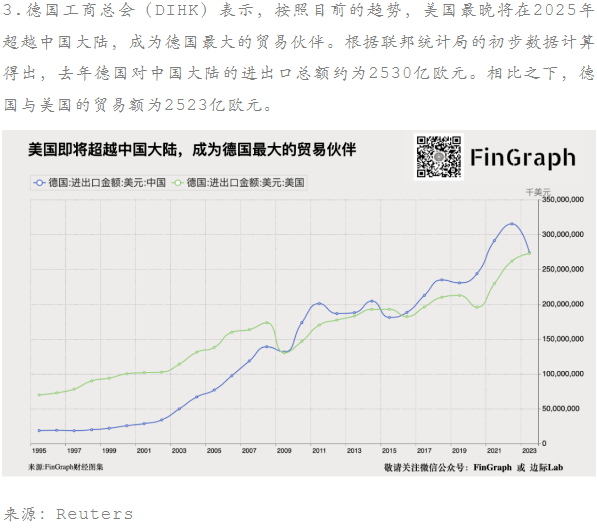 3.德国工商总会（DIHK）表示，按照目前的趋势，美国最晚将在2025年
超越中国大陆，成为德国最大的贸易伙伴。根据联邦统计局的初步数据计算
得出，去年德国对中国大陆的进出口总额约为2530亿欧元。相比之下，德
国与美国的贸易额为2523亿欧元。
美国即将超越中国大陆，成为德国最大的贸易伙伴
FinGraph
德国:进出口金额:美元:中国 德国:进出口金额:美元:美国
千美元
350,000,000
300,000,000
250,000,000
200,000,000
150,000,000
100,000,000
50,000,000
0
1995 1997 1999 2001 2003 2005 2007 2009 2011 2013 2015 2017 2019 2021 2023
来源:FinGraph财经图集
敬请关注微信公众号：FinGraph 或 边际Lab
来源: Reuters